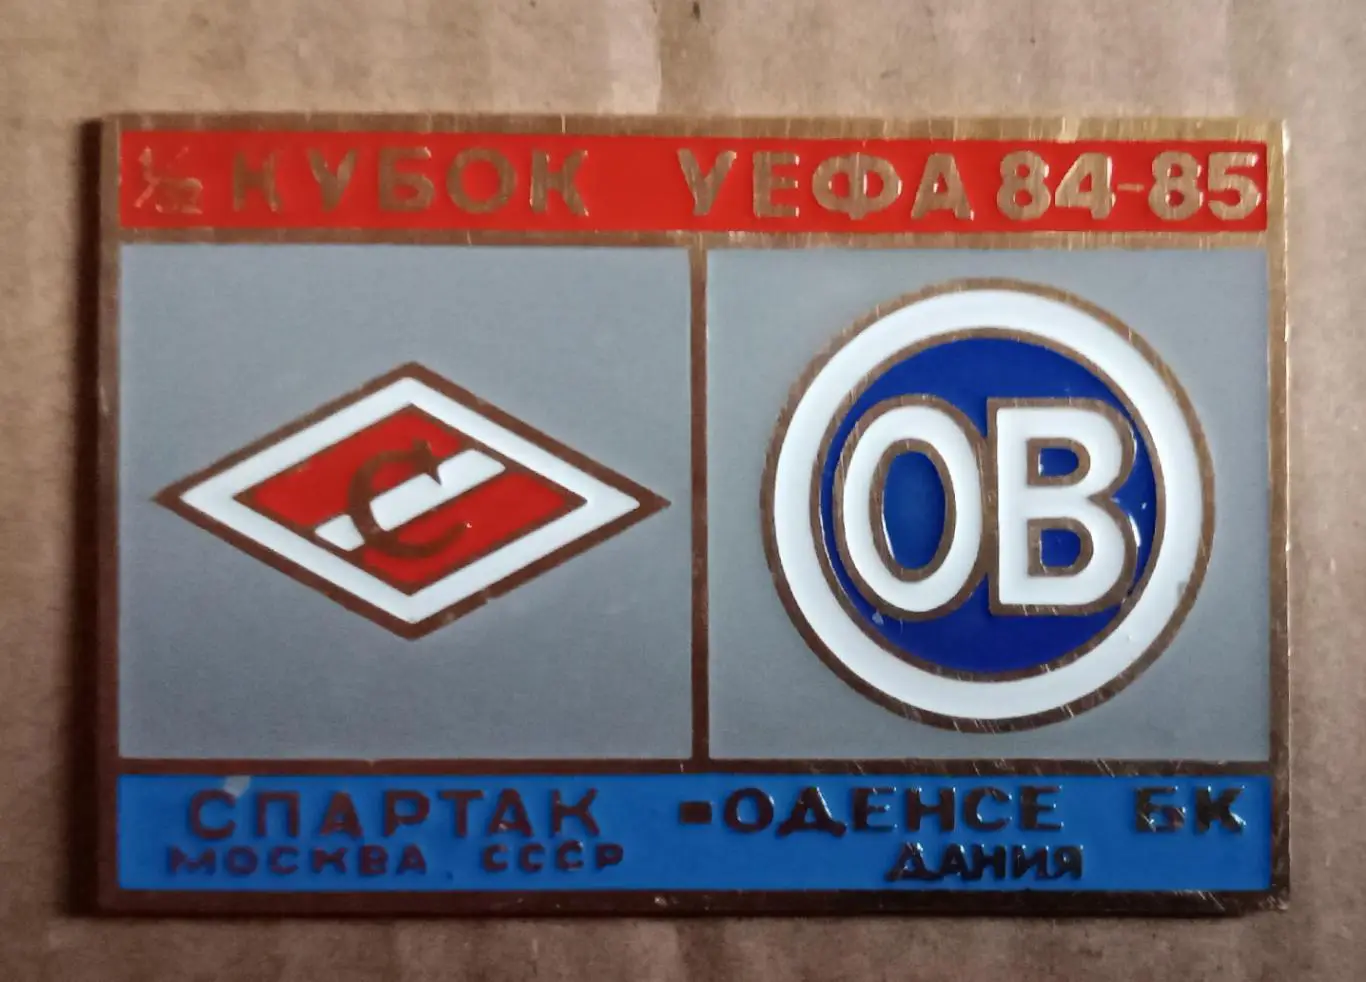 1/32 КУБОК УЕФА 84-85
С
OB
СПАРТАК -ОДЕНСЕ БК
МОСКВА СССР ДАНИЯ